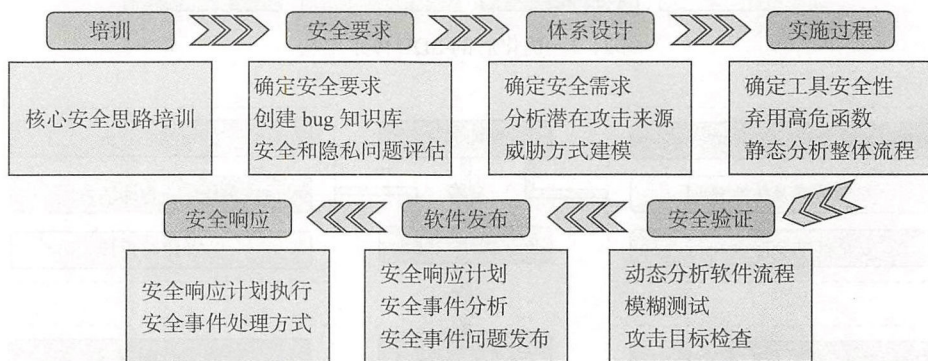 培训
安全要求
体系设计
实施过程
核心安全思路培训
确定安全要求
创建 bug 知识库
安全和隐私问题评估
确定安全需求
分析潜在攻击来源
威胁方式建模
确定工具安全性
弃用高危函数
静态分析整体流程
安全响应
软件发布
安全验证
安全响应计划执行
安全事件处理方式
安全响应计划
安全事件分析
安全事件问题发布
动态分析软件流程
模糊测试
攻击目标检查